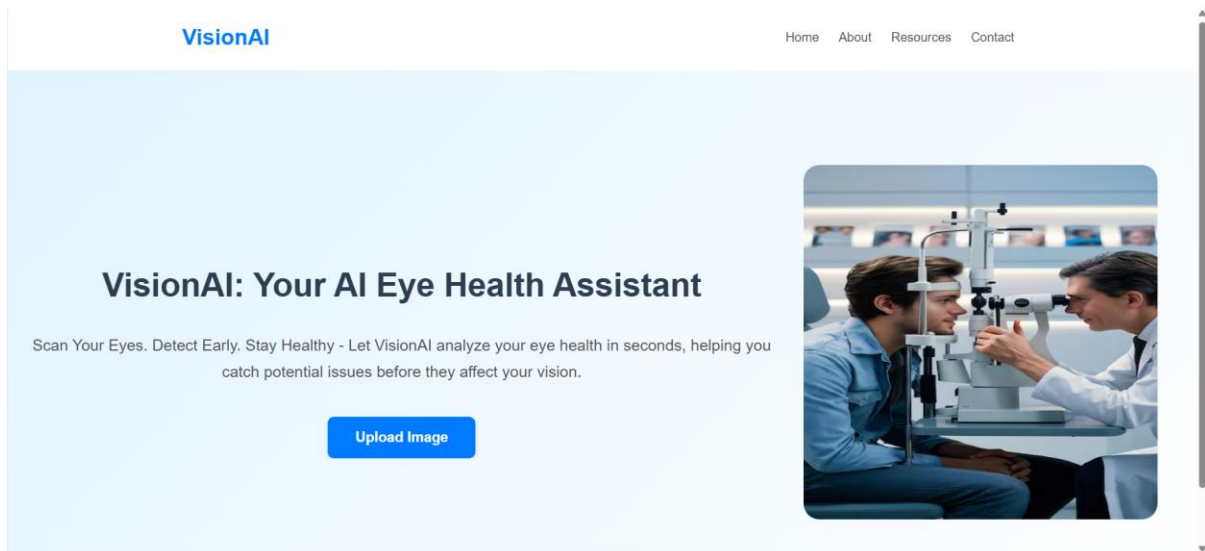 VisionAI
Home About Resources Contact
VisionAI: Your AI Eye Health Assistant
Scan Your Eyes. Detect Early. Stay Healthy - Let VisionAI analyze your eye health in seconds, helping you
catch potential issues before they affect your vision.
Upload Image